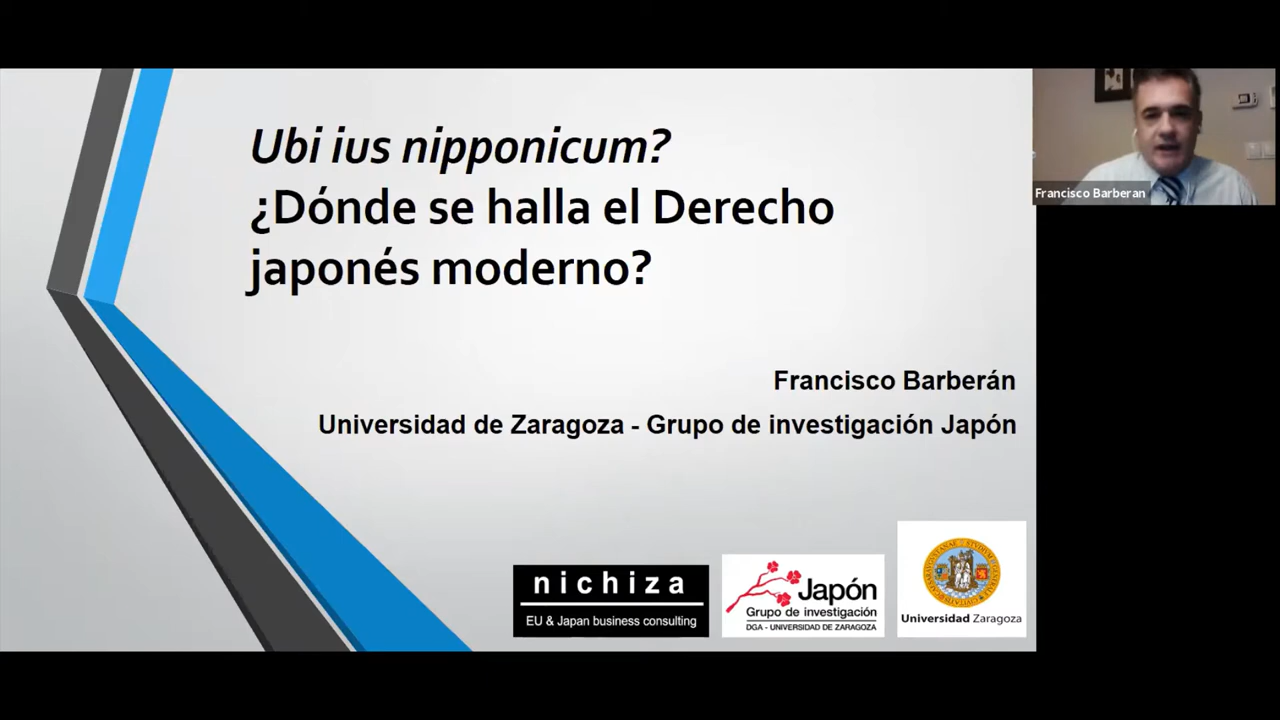 Ubi ius nipponicum?
¿Dónde se halla el Derecho
japonés moderno?
Francisco Barberan
Francisco Barberán
Universidad de Zaragoza - Grupo de investigación Japón
nichiza
EU & Japan business consulting
Japón
Grupo de investigación
DGA - UNIVERSIDAD DE ZARAGOZA
Universidad Zaragoza